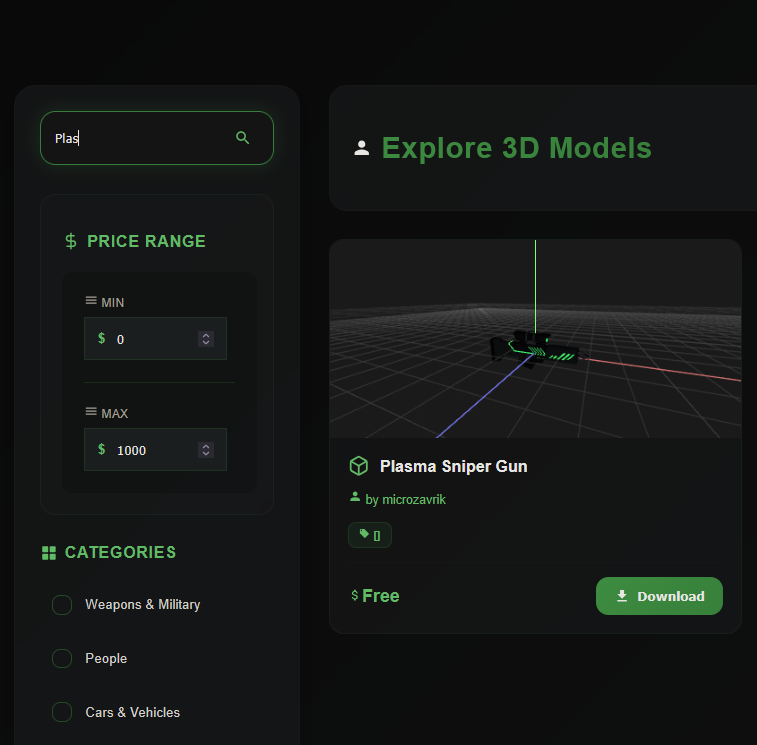 Plas
Explore 3D Models
$ PRICE RANGE
MIN
$ 0
MAX
$ 1000
CATEGORIES
Weapons & Military
People
Cars & Vehicles
Plasma Sniper Gun
by microzavrik
[]
$ Free
Download